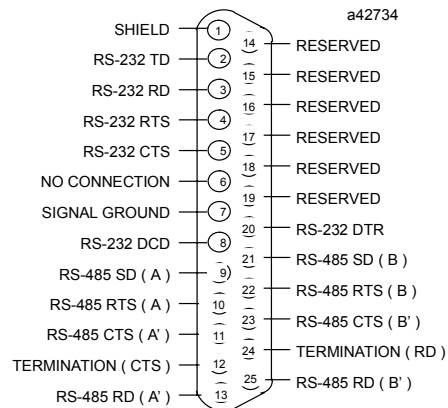 a42734
SHIELD 1
14 RESERVED
RS-232 TD 2
15 RESERVED
RS-232 RD 3
16 RESERVED
RS-232 RTS 4
17 RESERVED
RS-232 CTS 5
18 RESERVED
NO CONNECTION 6
19 RESERVED
SIGNAL GROUND 7
20 RS-232 DTR
RS-232 DCD 8
21 RS-485 SD ( B )
RS-485 SD ( A ) 9
22 RS-485 RTS ( B )
RS-485 RTS ( A ) 10
23 RS-485 CTS ( B' )
RS-485 CTS ( A' ) 11
24 TERMINATION ( RD )
TERMINATION ( CTS ) 12
25 RS-485 RD ( B' )
RS-485 RD ( A' ) 13